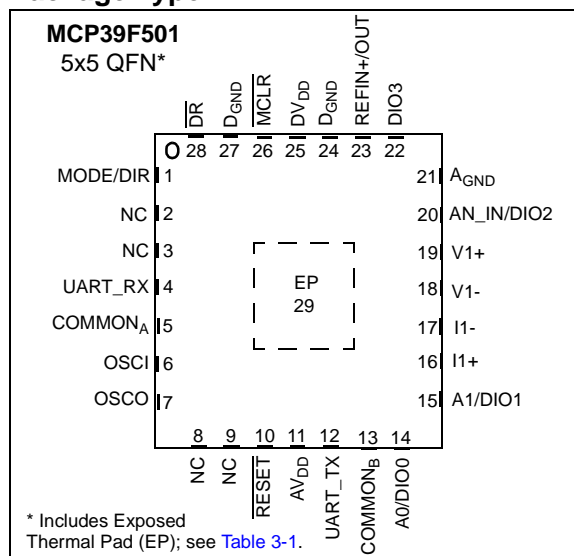 MCP39F501
5x5 QFN*
DR
DGND
MCLR
DVDD
DGND
REFIN+/OUT
DIO3
28 27 26 25 24 23 22
MODE/DIR 1
NC 2
NC 3
UART_RX 4
COMMONA 5
OSCI 6
OSCO 7
21 AGND
20 AN_IN/DIO2
19 V1+
18 V1-
17 I1-
16 I1+
15 A1/DIO1
EP
29
8 9 10 11 12 13 14
NC
NC
RESET
AVDD
UART_TX
COMMONB
A0/DIO0
* Includes Exposed
Thermal Pad (EP); see Table 3-1.